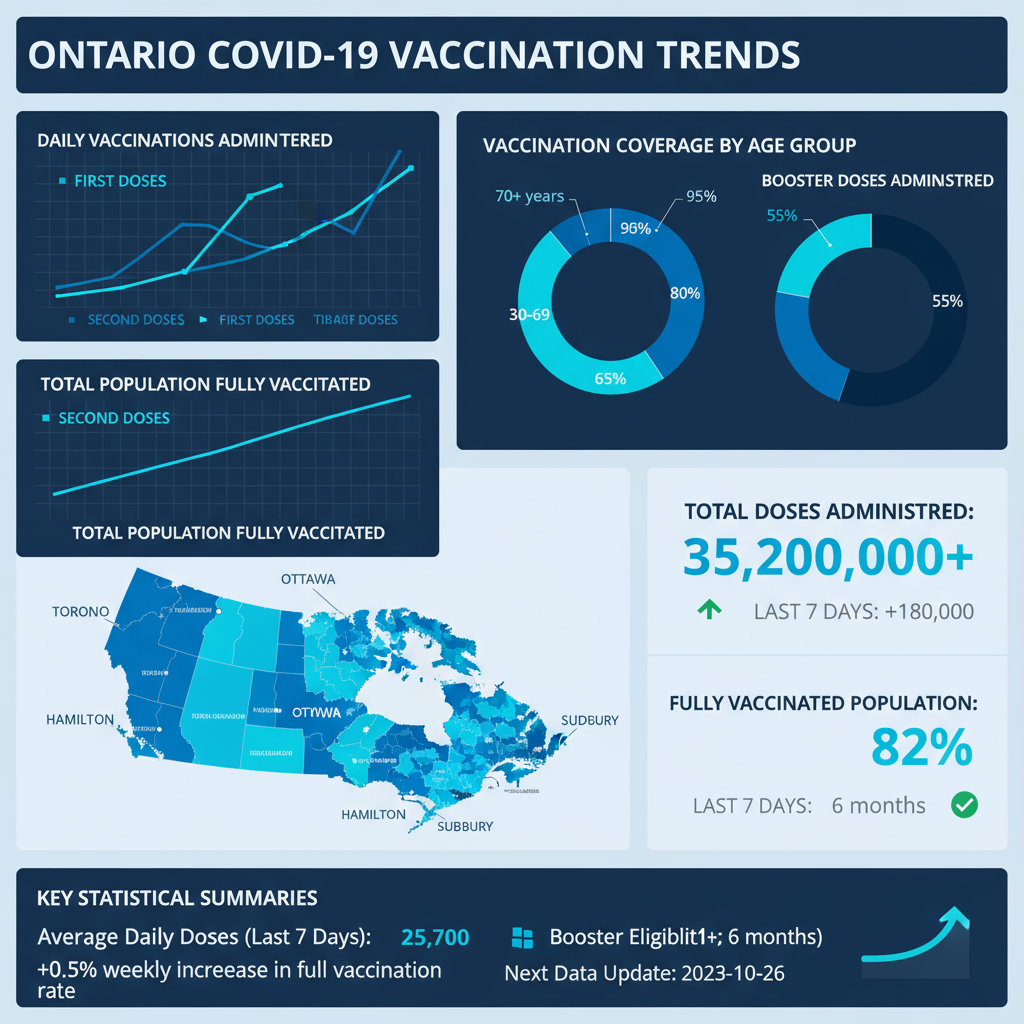 ONTARIO COVID-19 VACCINATION TRENDS
DAILY VACCINATIONS ADMINTERED
FIRST DOSES
SECOND DOSES FIRST DOSES DOSES
VACCINATION COVERAGE BY AGE GROUP
BOOSTER DOSES ADMINSTRED
70+ years
95%
96%
80%
30-69
65%
55%
55%
TOTAL POPULATION FULLY VACCITATED
SECOND DOSES
TOTAL POPULATION FULLY VACCITATED
OTTAWA
TORONO
HAMILTON
SUDBURY
HAMILTON
SUBBURY
TOTAL DOSES ADMINISTRED:
35,200,000+
LAST 7 DAYS: +180,000
FULLY VACCINATED POPULATION:
82%
LAST 7 DAYS: 6 months
KEY STATISTICAL SUMMARIES
Average Daily Doses (Last 7 Days): 25,700
+0.5% weekly increease in full vaccination
rate
Booster Eligiblit1+; 6 months)
Next Data Update: 2023-10-26